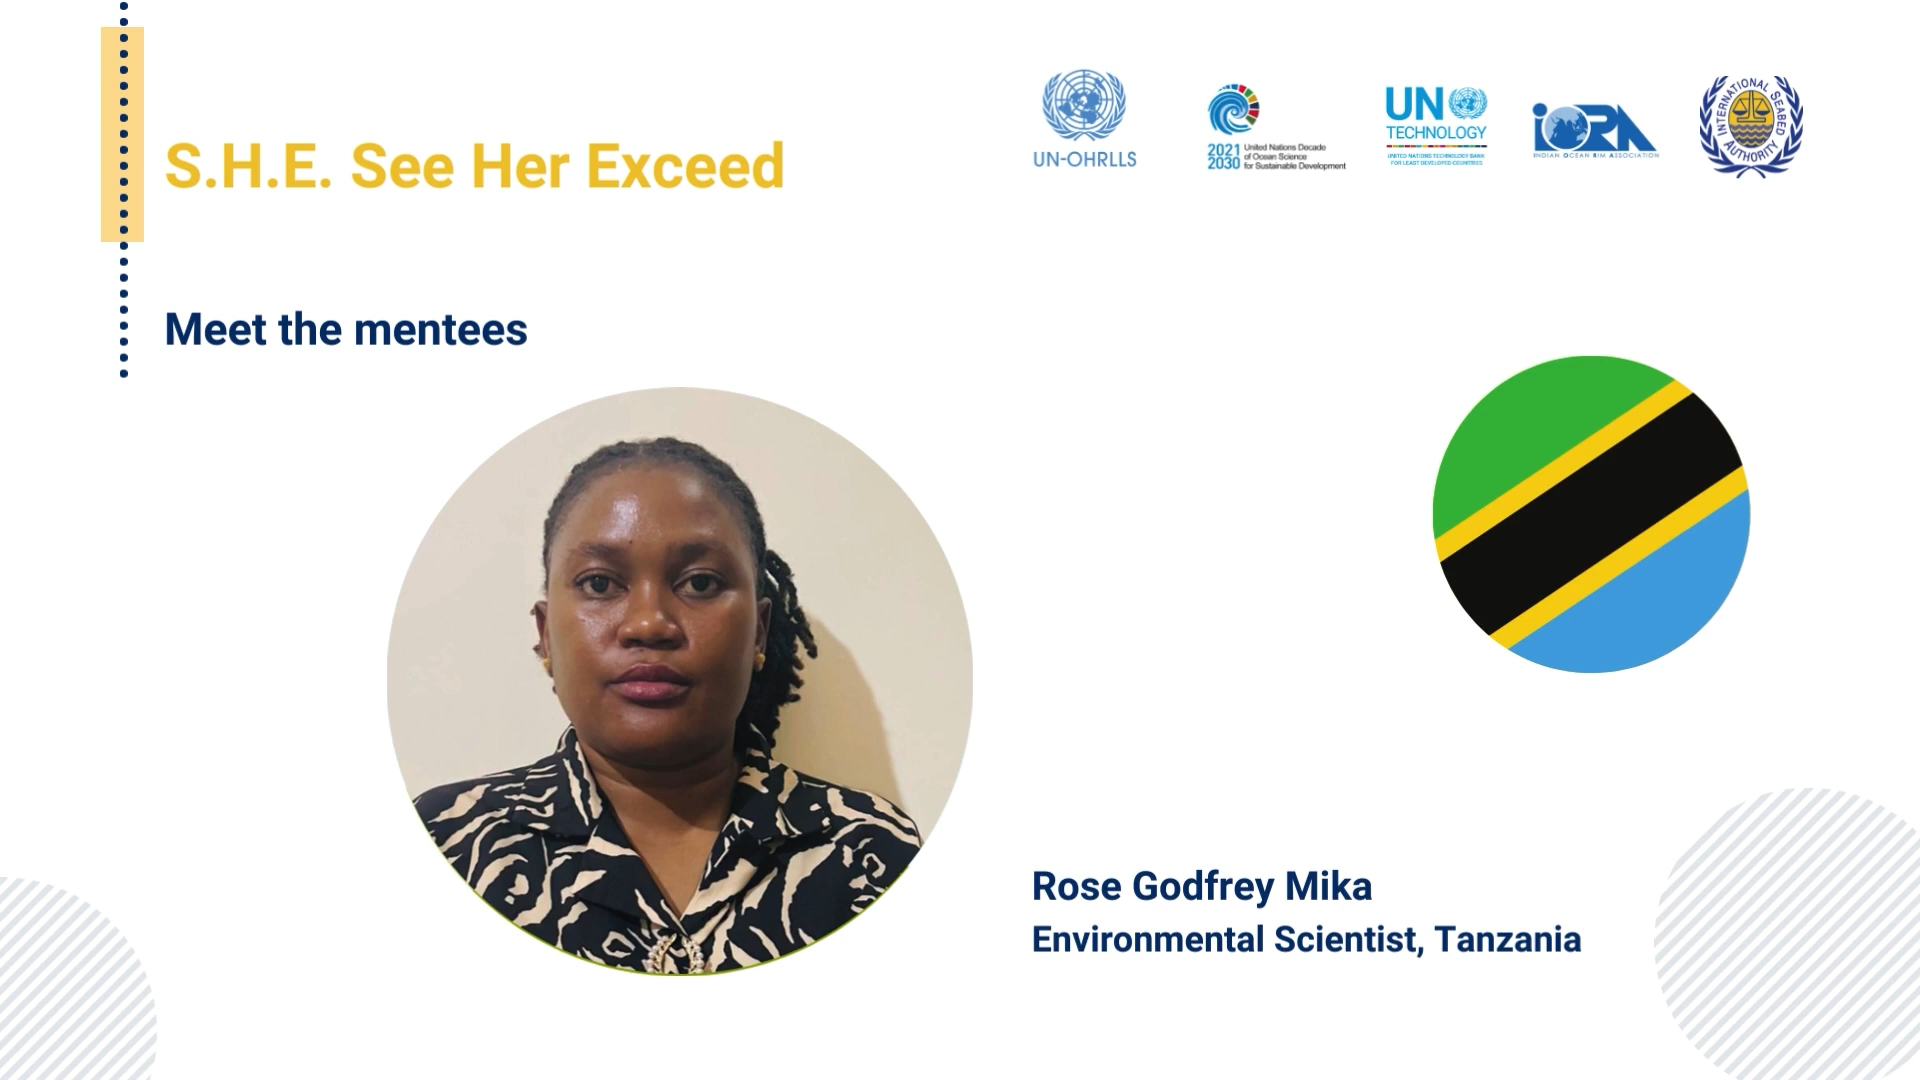 S.H.E. See Her Exceed
UN-OHRLLS
2021
2030
United Nations Decade
of Ocean Science
for Sustainable Development
UN
TECHNOLOGY
UNITED NATIONS TECHNOLOGY BANK
FOR LEAST DEVELOPED COUNTRIES
iORA
INDIAN OCEAN RIM ASSOCIATION
INTERNATIONAL SEABED
AUTHORITY
Meet the mentees
Rose Godfrey Mika
Environmental Scientist, Tanzania